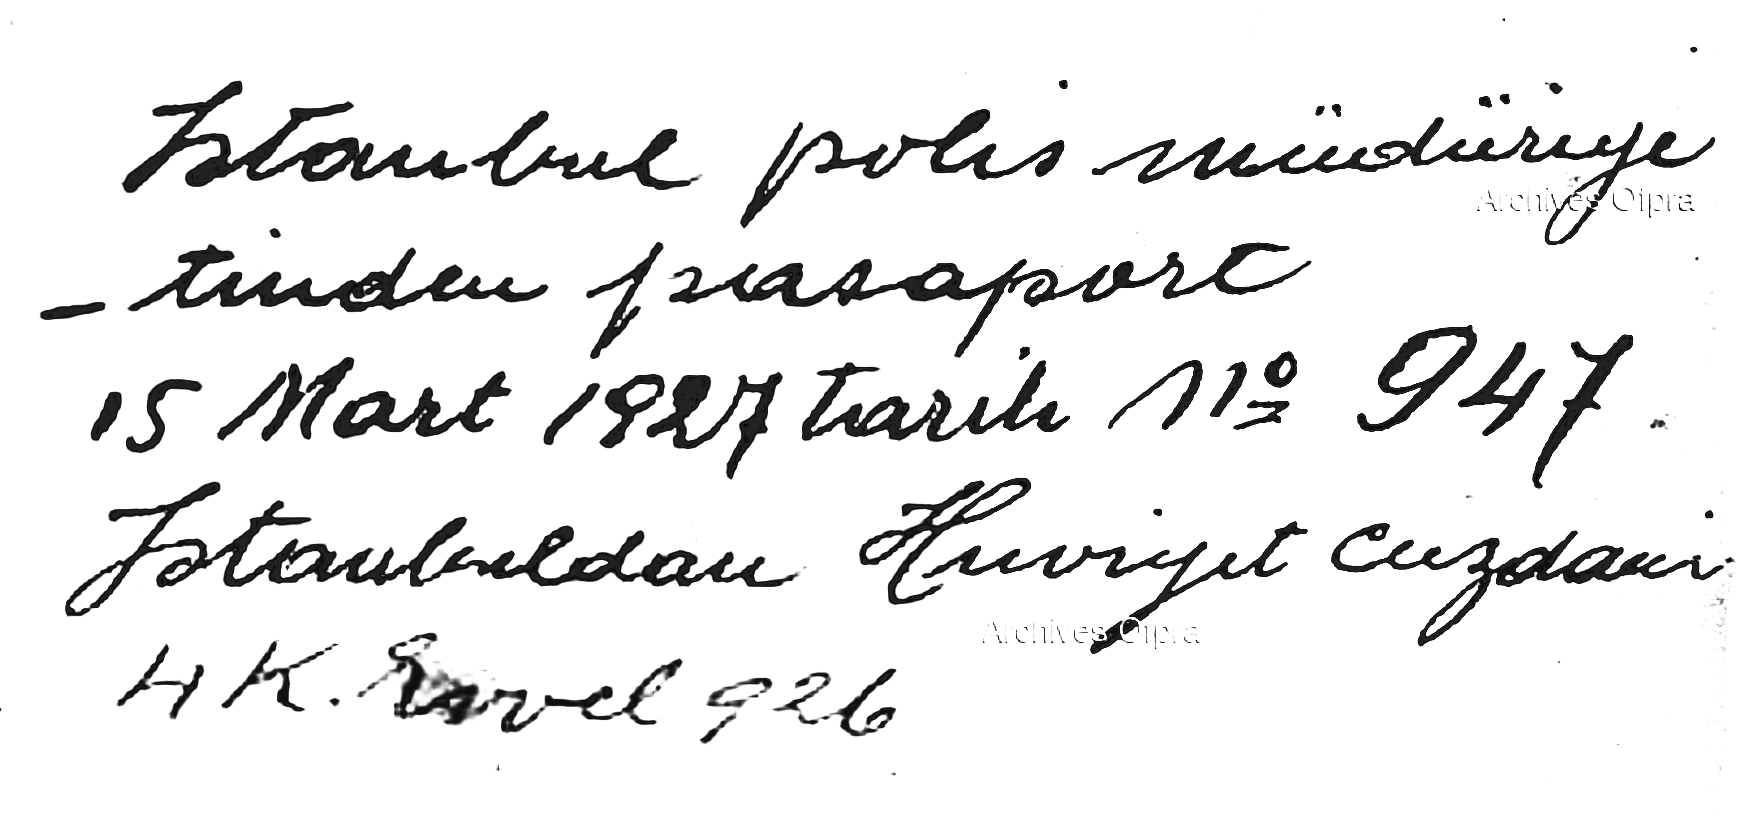 Istanbul polis müdüriye
- tinden pasaport
15 Mart 1927 tarih No 947
Archives Ofpra
Istanbuldan Huviyet cuzdani
Archives Ofpra
4 K. Evvel 926